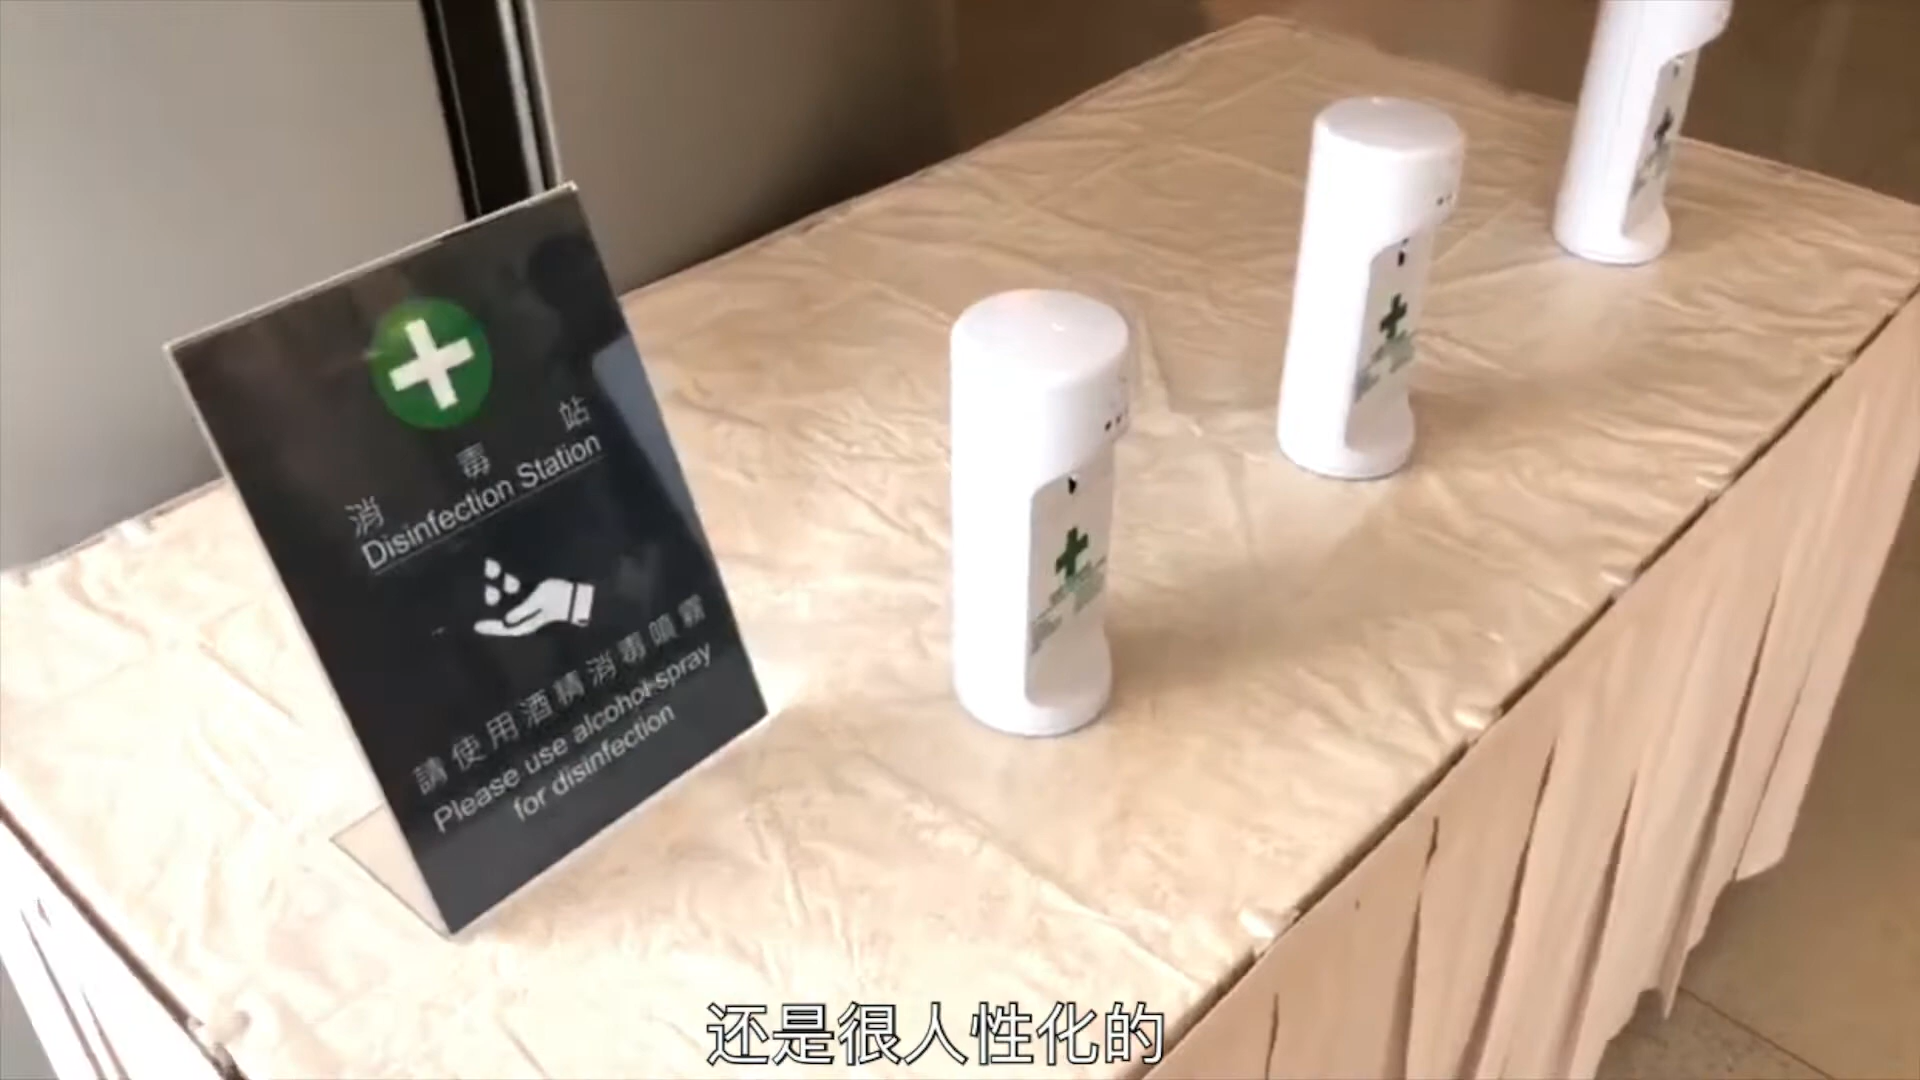 消毒站
Disinfection Station
請使用酒精消毒噴霧
Please use alcohol-spray
for disinfection
还是很人性化的